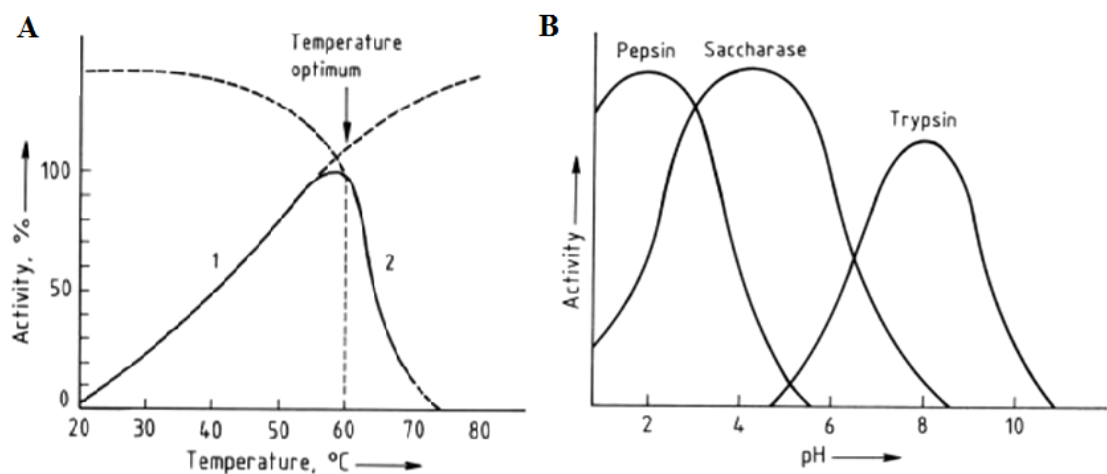 A
Temperature
optimum
100
50
0
Activity, %
1
2
20 30 40 50 60 70 80
Temperature, °C
B
Pepsin
Saccharase
Trypsin
Activity
2 4 6 8 10
pH